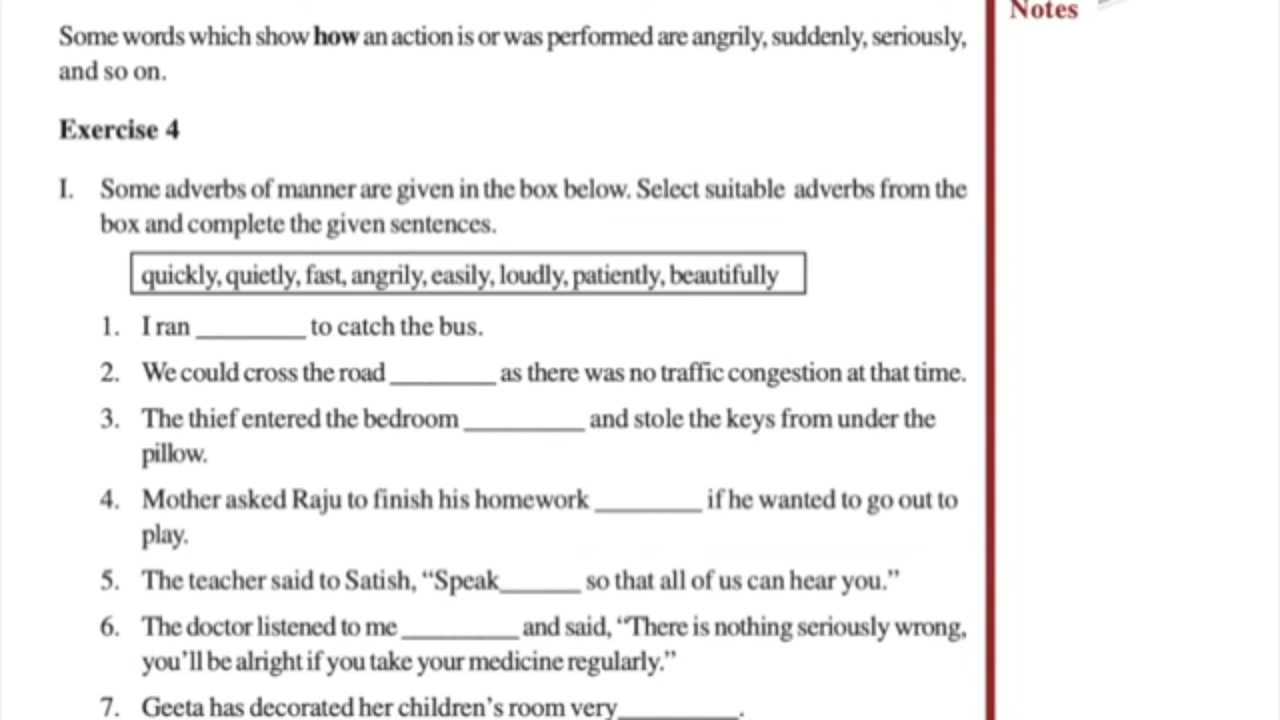 Notes
Some words which show how an action is or was performed are angrily, suddenly, seriously,
and so on.
Exercise 4
I. Some adverbs of manner are given in the box below. Select suitable adverbs from the
box and complete the given sentences.
quickly, quietly, fast, angrily, easily, loudly, patiently, beautifully
1. I ran _________ to catch the bus.
2. We could cross the road _________ as there was no traffic congestion at that time.
3. The thief entered the bedroom __________ and stole the keys from under the
pillow.
4. Mother asked Raju to finish his homework _________ if he wanted to go out to
play.
5. The teacher said to Satish, “Speak_______ so that all of us can hear you.”
6. The doctor listened to me __________ and said, “There is nothing seriously wrong,
you’ll be alright if you take your medicine regularly.”
7. Geeta has decorated her children’s room very__________.